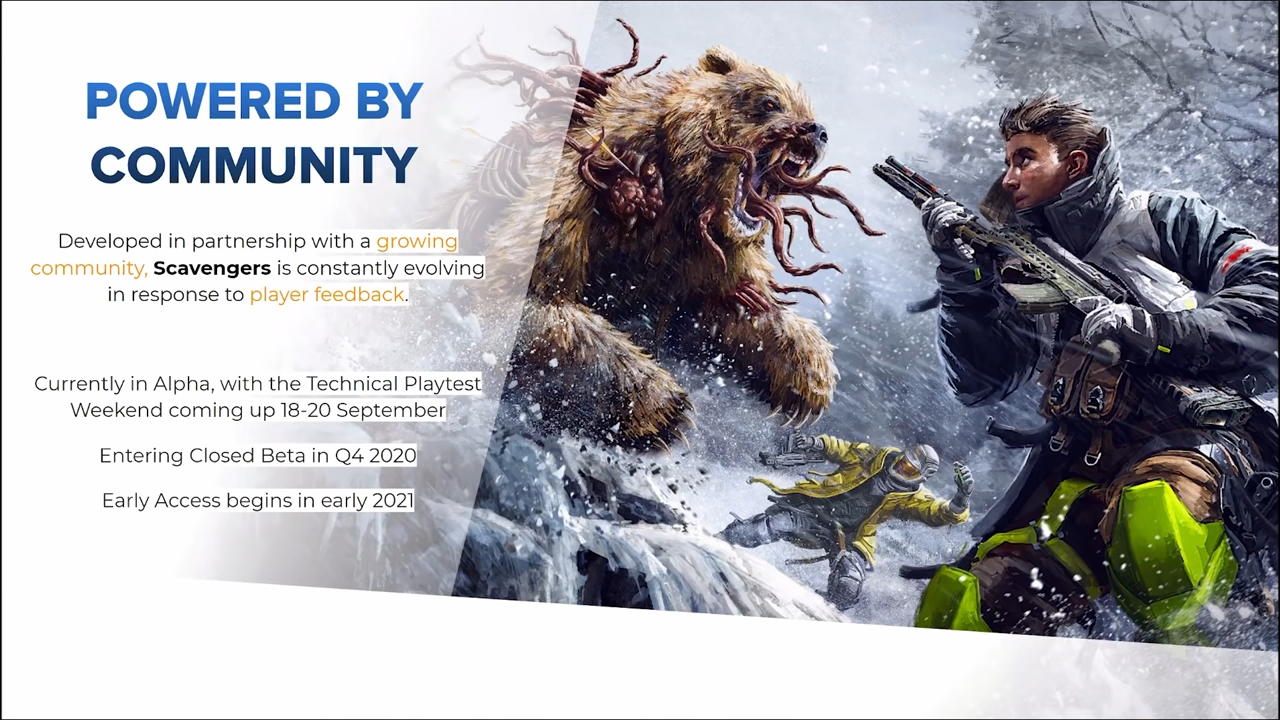 POWERED BY
COMMUNITY
Developed in partnership with a growing
community, Scavengers is constantly evolving
in response to player feedback.
Currently in Alpha, with the Technical Playtest
Weekend coming up 18-20 September
Entering Closed Beta in Q4 2020
Early Access begins in early 2021